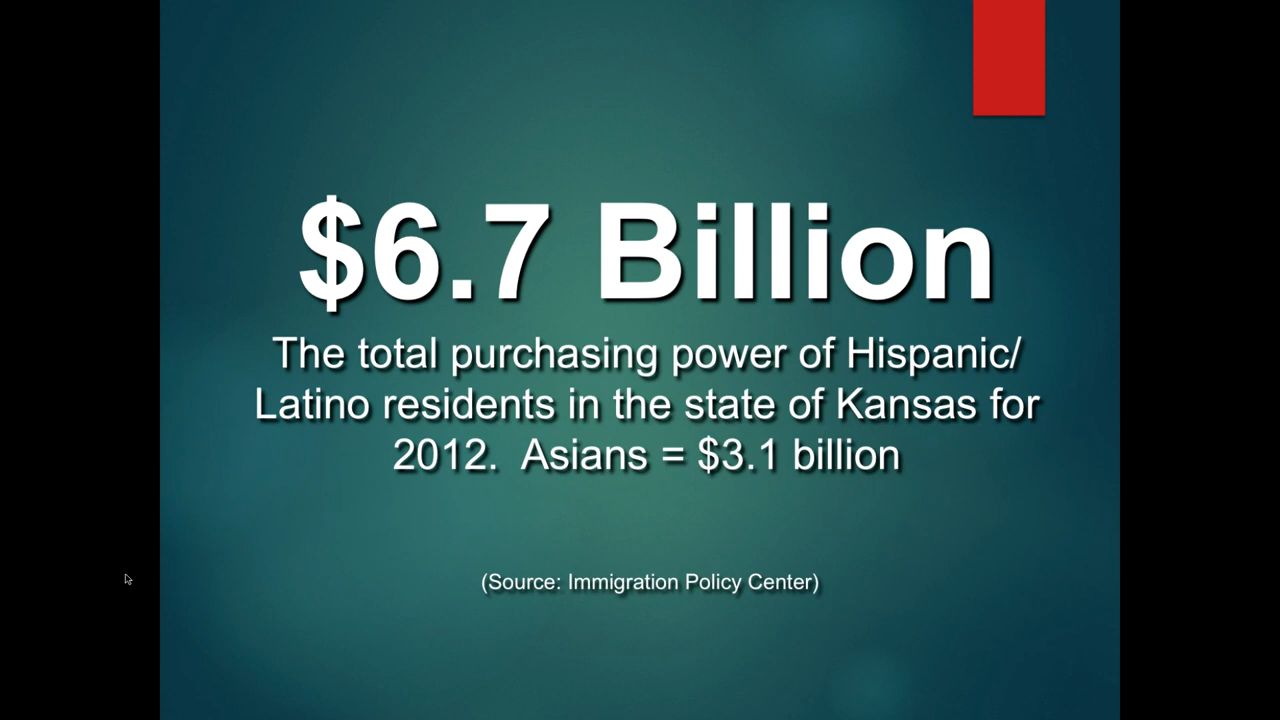 $6.7 Billion
The total purchasing power of Hispanic/
Latino residents in the state of Kansas for
2012.  Asians = $3.1 billion
(Source: Immigration Policy Center)